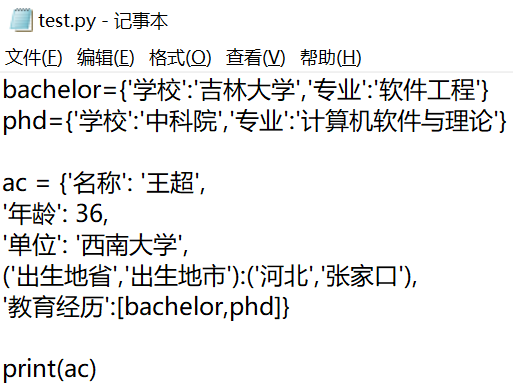 test.py - 记事本
文件(F) 编辑(E) 格式(O) 查看(V) 帮助(H)
bachelor={'学校':'吉林大学','专业':'软件工程'}
phd={'学校':'中科院','专业':'计算机软件与理论'}
ac = {'名称': '王超',
'年龄': 36,
'单位': '西南大学',
('出生地省','出生地市'):('河北','张家口'),
'教育经历':[bachelor,phd]}
print(ac)